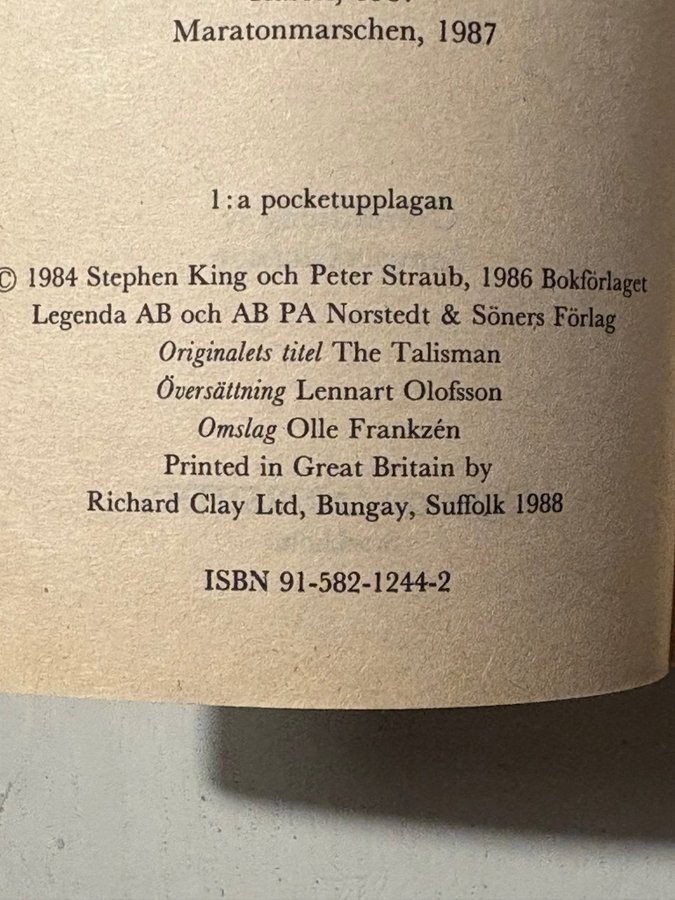 Maratonmarschen, 1987
1:a pocketupplagan
© 1984 Stephen King och Peter Straub, 1986 Bokförlaget
Legenda AB och AB PA Norstedt & Söners Förlag
Originalets titel The Talisman
Översättning Lennart Olofsson
Omslag Olle Frankzén
Printed in Great Britain by
Richard Clay Ltd, Bungay, Suffolk 1988
ISBN 91-582-1244-2